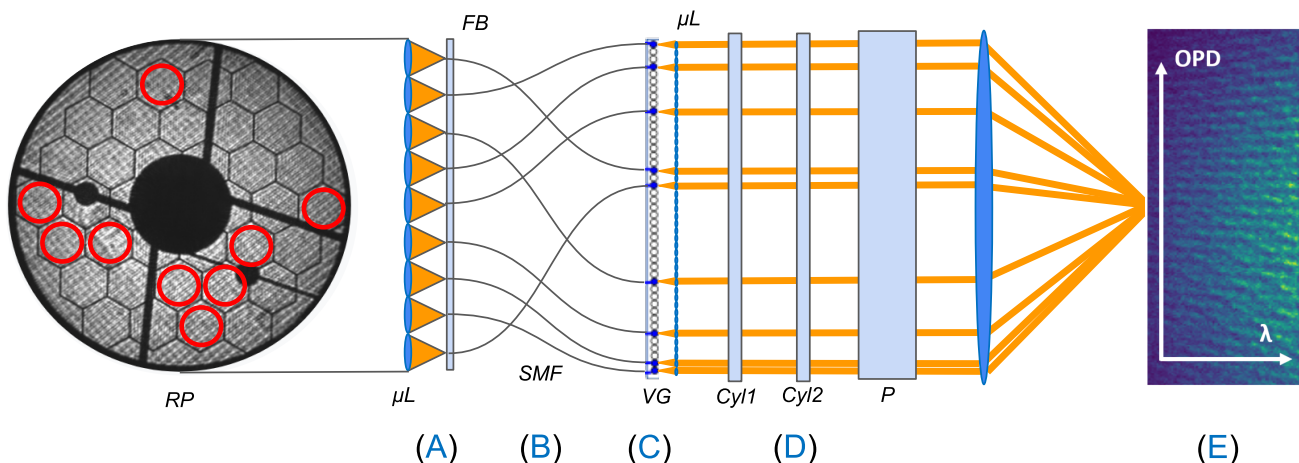 FB
µL
OPD
λ
RP
µL
SMF
VG
Cyl1
Cyl2
P
(A)
(B)
(C)
(D)
(E)